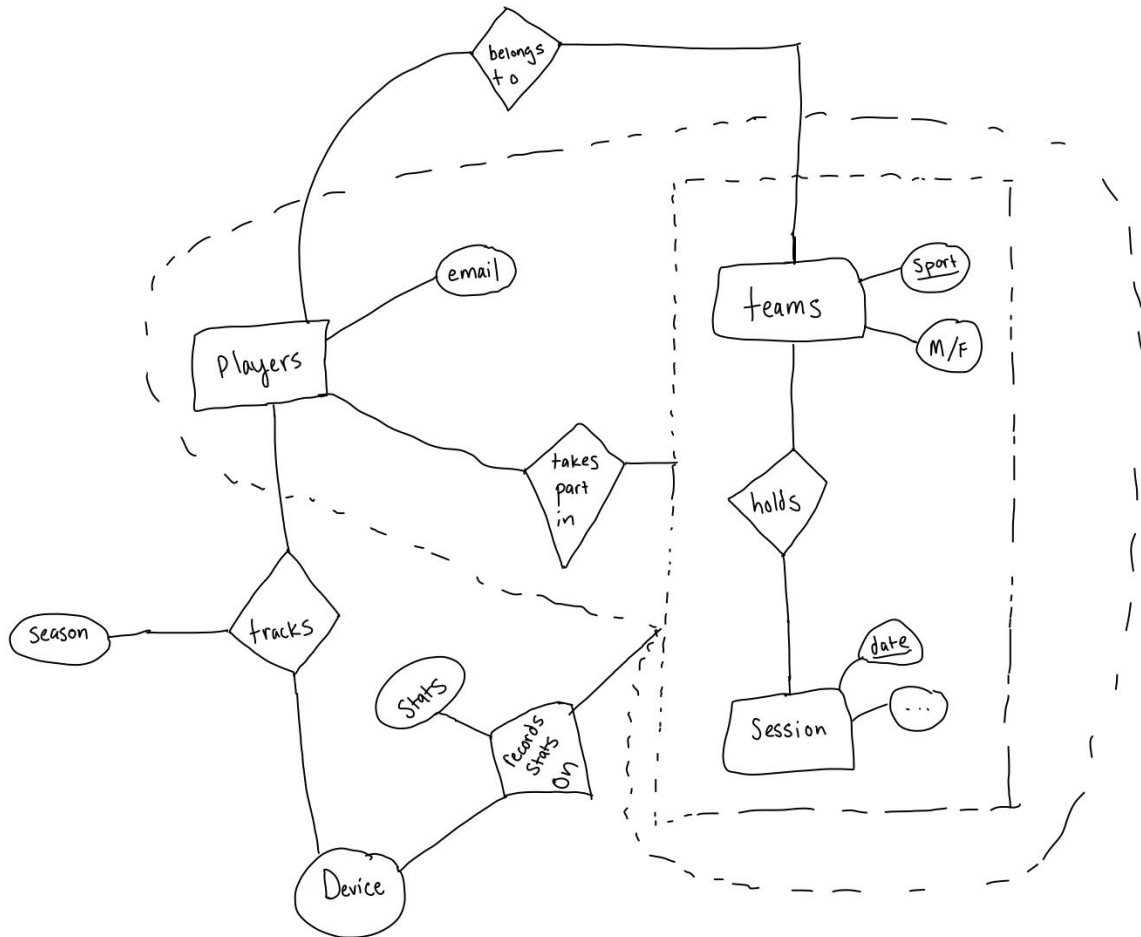 belongs
to
email
Sport
teams
M/F
Players
takes
part
in
holds
Season
tracks
date
Stats
records
Stats
on
...
Session
Device